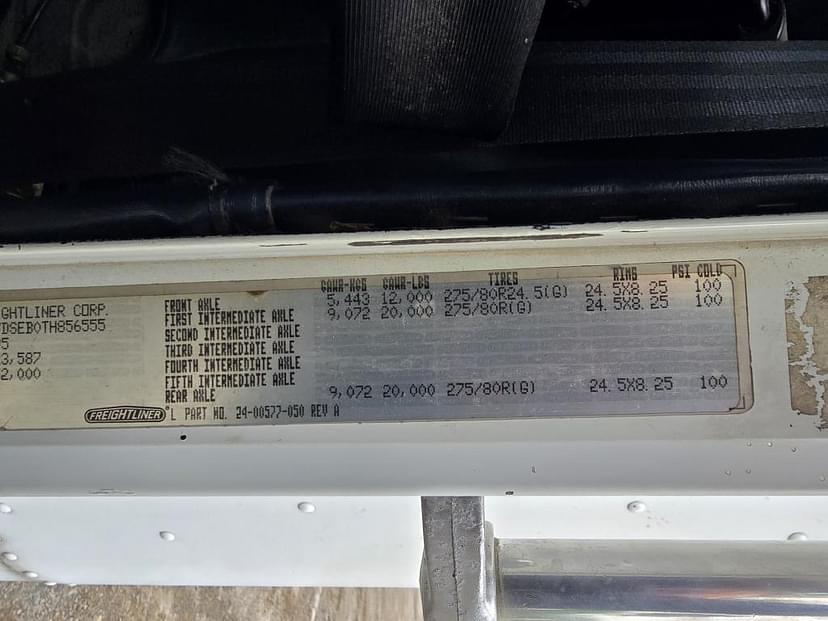 GHTLINER CORP.
DSEB0TH856555
5
3,587
2,000
GAWR-KGS GAWR-LBS TIRES RIMS PSI COLD
FRONT AXLE 5,443 12,000 275/80R24.5(G) 24.5X8.25 100
FIRST INTERMEDIATE AXLE 9,072 20,000 275/80R(G) 24.5X8.25 100
SECOND INTERMEDIATE AXLE
THIRD INTERMEDIATE AXLE
FOURTH INTERMEDIATE AXLE
FIFTH INTERMEDIATE AXLE
REAR AXLE 9,072 20,000 275/80R(G) 24.5X8.25 100
FREIGHTLINER L PART NO. 24-00577-050 REV A